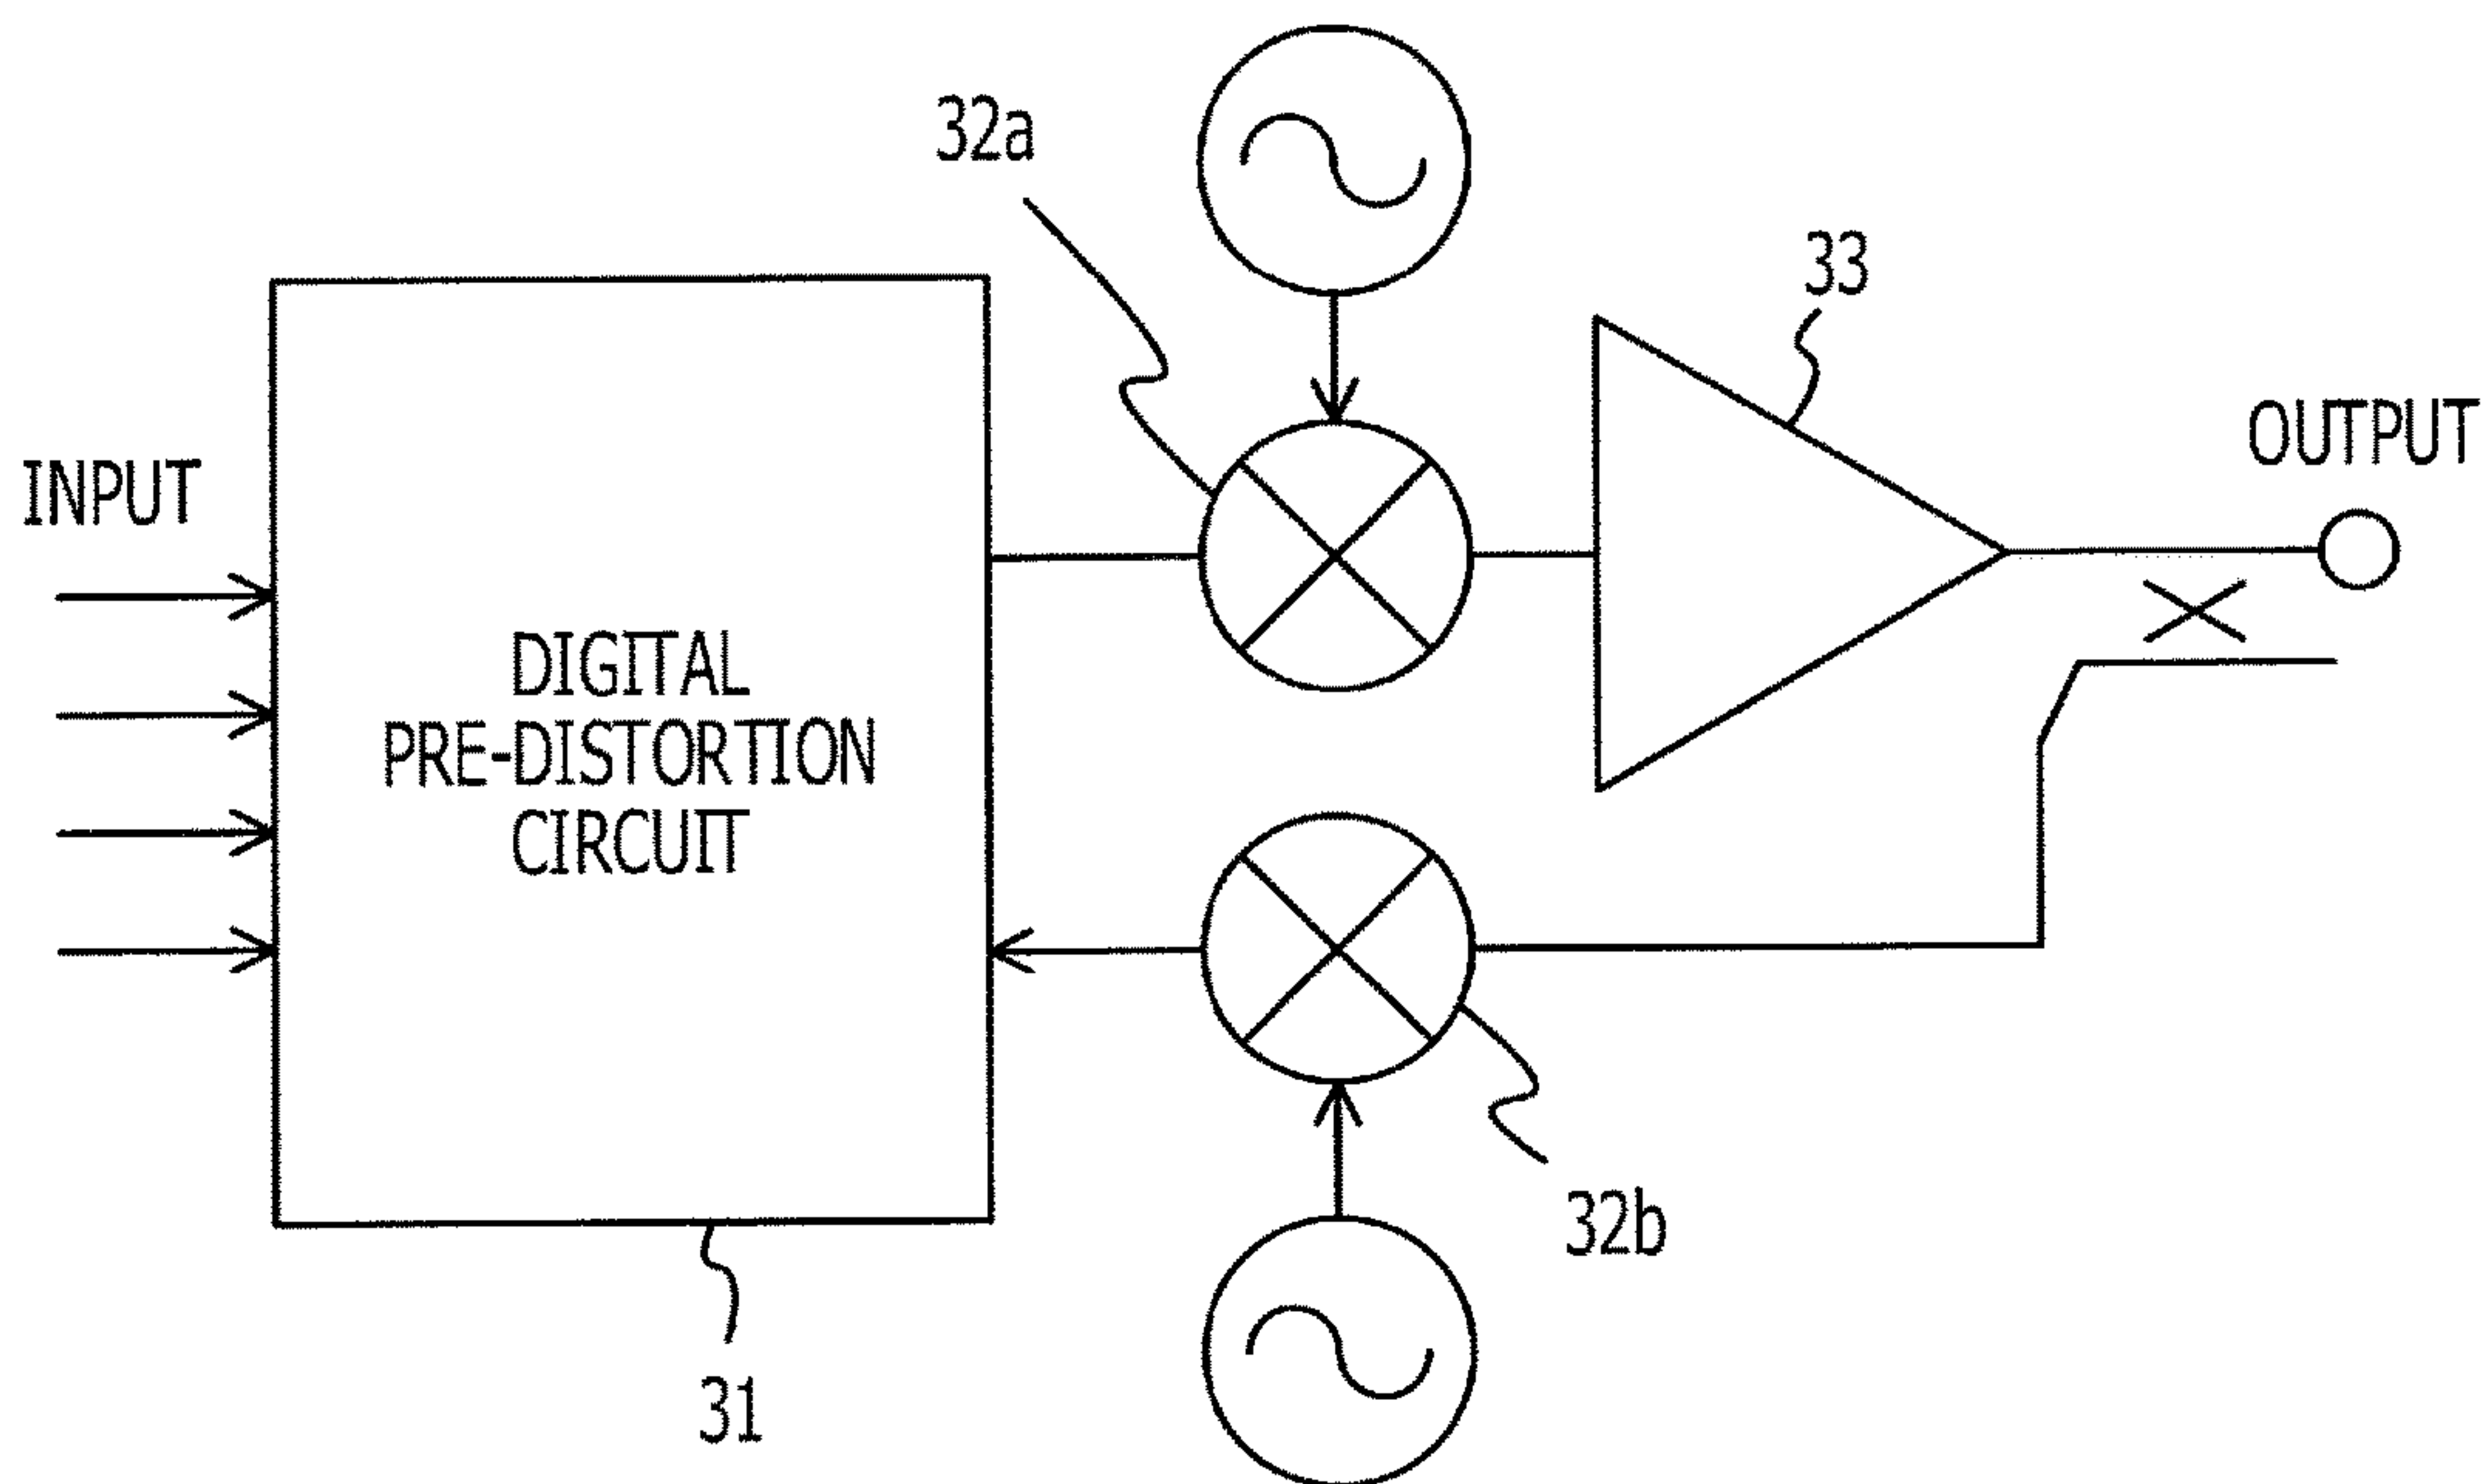 32a
33
OUTPUT
INPUT
DIGITAL
PRE-DISTORTION
CIRCUIT
32b
31